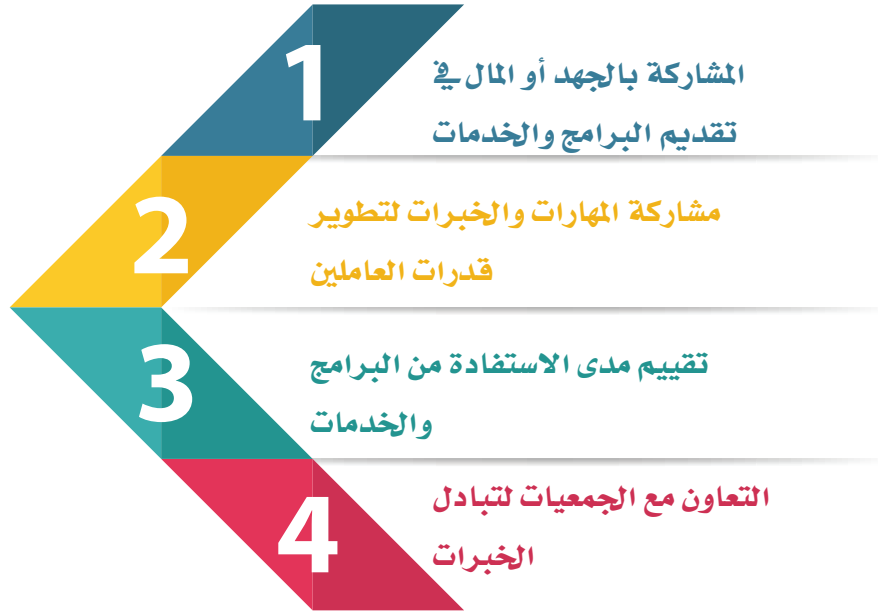 1
المشاركة بالجهد أو المال في
تقديم البرامج والخدمات
2
مشاركة المهارات والخبرات لتطوير
قدرات العاملين
3
تقييم مدى الاستفادة من البرامج
والخدمات
4
التعاون مع الجمعيات لتبادل
الخبرات